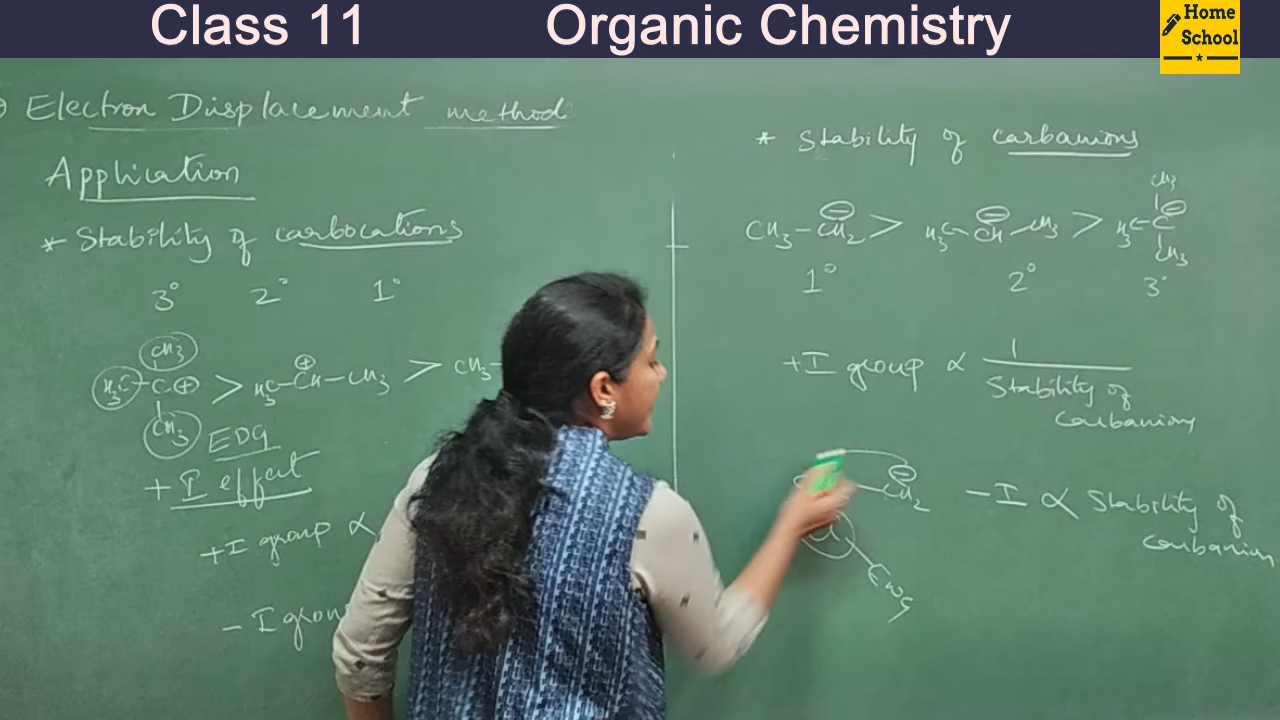 Class 11 Organic Chemistry
Home
School
Electron Displacement method
Application
* Stability of carbocations
3° 2° 1°
CH3
H3C-C⊕ > H3C-CH-CH3 > CH3-
⊕
CH3
EDG
+I effect
+I group ∝
-I group
* Stability of carbanions
CH3
CH3-CH2 > H3C-CH-CH3 > H3C-C
⊖ ⊖ ⊖
CH3
1° 2° 3°
+I group ∝ 1
Stability of
Carbanions
⊖
CH2
Cl
EWG
-I ∝ Stability of
Carbanion